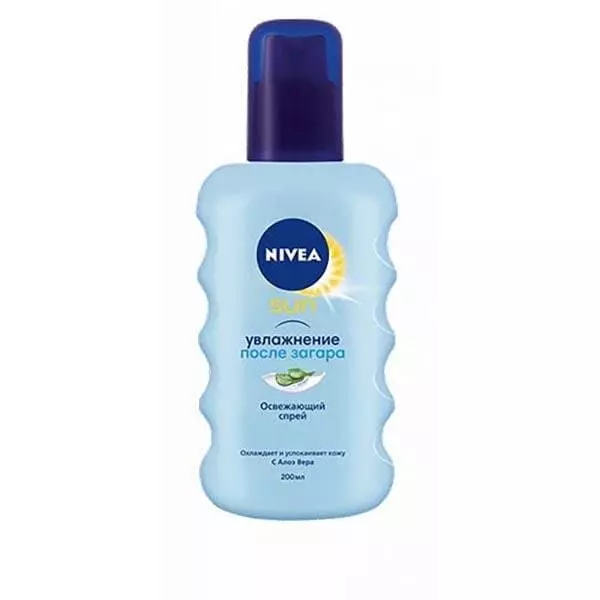 NIVEA
sun
увлажнение
после загара
Освежающий
спрей
Охлаждает и успокаивает кожу
С Алоэ Вера
200мл